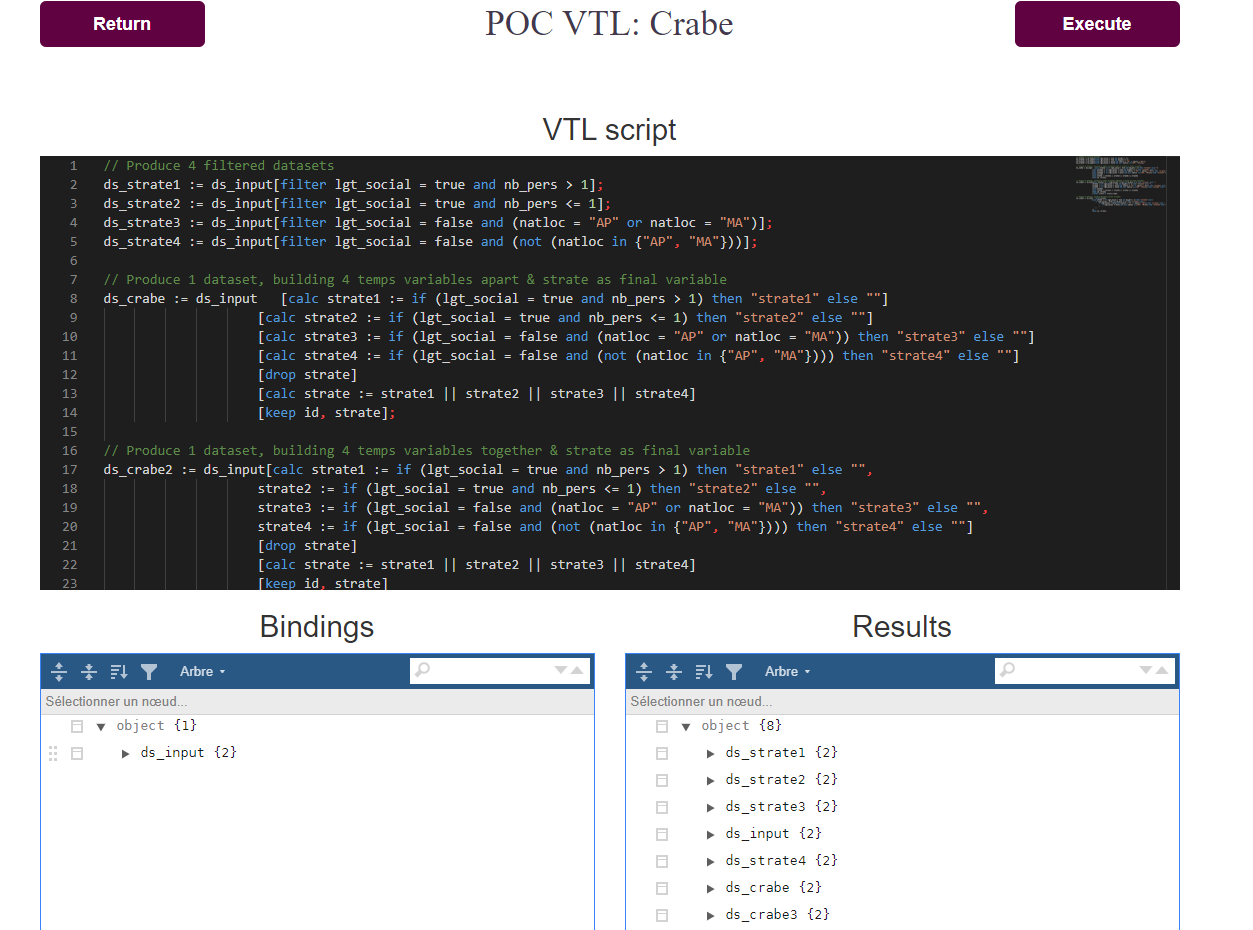 Return
POC VTL: Crabe
Execute
VTL script
1 // Produce 4 filtered datasets
2 ds_strate1 := ds_input[filter lgt_social = true and nb_pers > 1];
3 ds_strate2 := ds_input[filter lgt_social = true and nb_pers <= 1];
4 ds_strate3 := ds_input[filter lgt_social = false and (natloc = "AP" or natloc = "MA")];
5 ds_strate4 := ds_input[filter lgt_social = false and (not (natloc in {"AP", "MA"}))];
6
7 // Produce 1 dataset, building 4 temps variables apart & strate as final variable
8 ds_crabe := ds_input [calc strate1 := if (lgt_social = true and nb_pers > 1) then "strate1" else ""]
9 [calc strate2 := if (lgt_social = true and nb_pers <= 1) then "strate2" else ""]
10 [calc strate3 := if (lgt_social = false and (natloc = "AP" or natloc = "MA")) then "strate3" else ""]
11 [calc strate4 := if (lgt_social = false and (not (natloc in {"AP", "MA"}))) then "strate4" else ""]
12 [drop strate]
13 [calc strate := strate1 || strate2 || strate3 || strate4]
14 [keep id, strate];
15
16 // Produce 1 dataset, building 4 temps variables together & strate as final variable
17 ds_crabe2 := ds_input[calc strate1 := if (lgt_social = true and nb_pers > 1) then "strate1" else "",
18 strate2 := if (lgt_social = true and nb_pers <= 1) then "strate2" else "",
19 strate3 := if (lgt_social = false and (natloc = "AP" or natloc = "MA")) then "strate3" else "",
20 strate4 := if (lgt_social = false and (not (natloc in {"AP", "MA"}))) then "strate4" else ""]
21 [drop strate]
22 [calc strate := strate1 || strate2 || strate3 || strate4]
23 [keep id, strate]
Bindings
Arbre
Sélectionner un nœud...
object {1}
ds_input {2}
Results
Arbre
Sélectionner un nœud...
object {8}
ds_strate1 {2}
ds_strate2 {2}
ds_strate3 {2}
ds_input {2}
ds_strate4 {2}
ds_crabe {2}
ds_crabe3 {2}